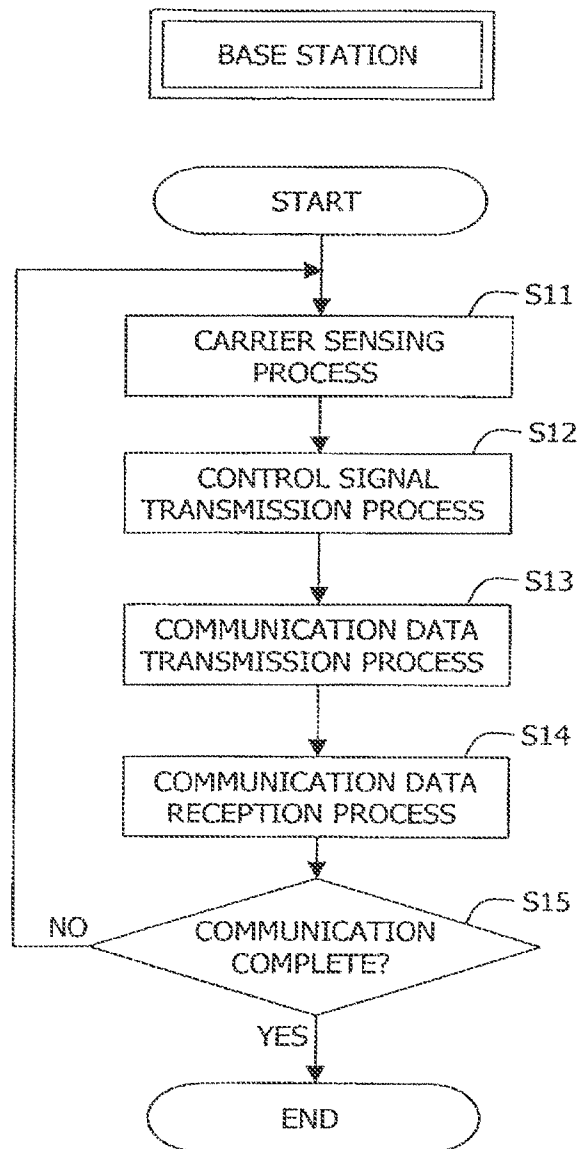 BASE STATION
START
S11
CARRIER SENSING
PROCESS
S12
CONTROL SIGNAL
TRANSMISSION PROCESS
S13
COMMUNICATION DATA
TRANSMISSION PROCESS
S14
COMMUNICATION DATA
RECEPTION PROCESS
S15
NO
COMMUNICATION
COMPLETE?
YES
END